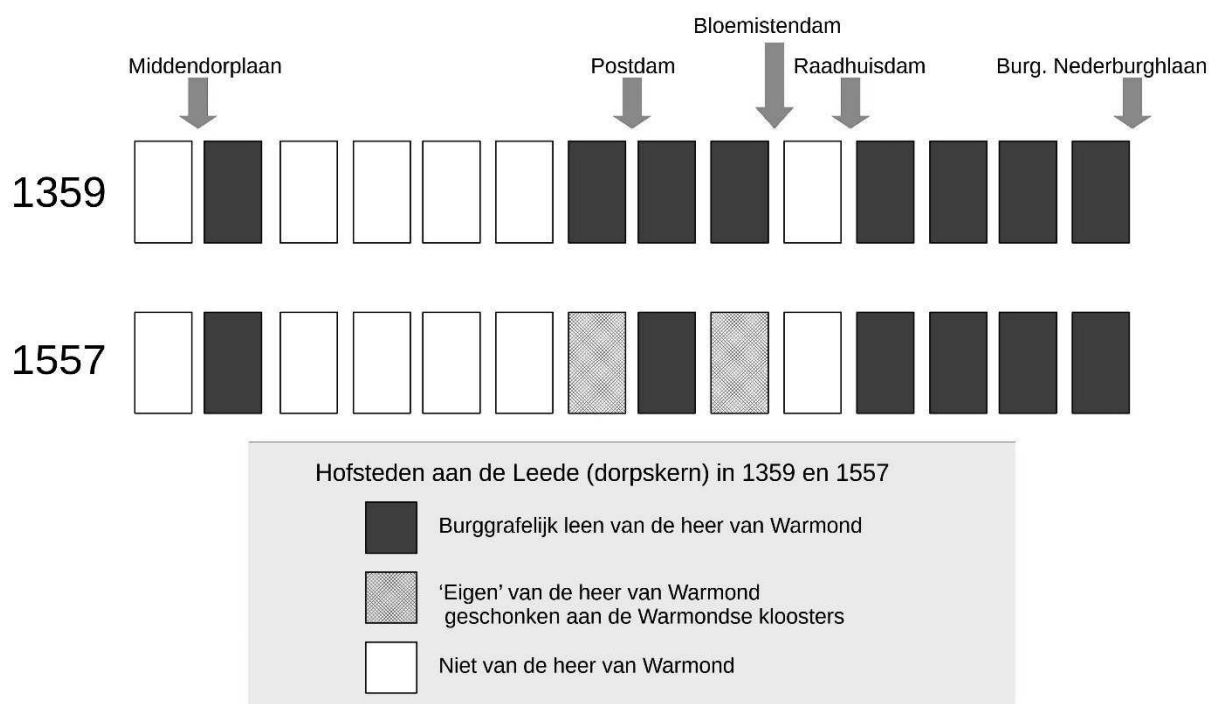 Bloemistendam
Middendorplaan
Postdam
Raadhuisdam
Burg. Nederburghlaan
1359
1557
Hofsteden aan de Leede (dorpskern) in 1359 en 1557
Burggrafelijk leen van de heer van Warmond
‘Eigen’ van de heer van Warmond
geschonken aan de Warmondse kloosters
Niet van de heer van Warmond